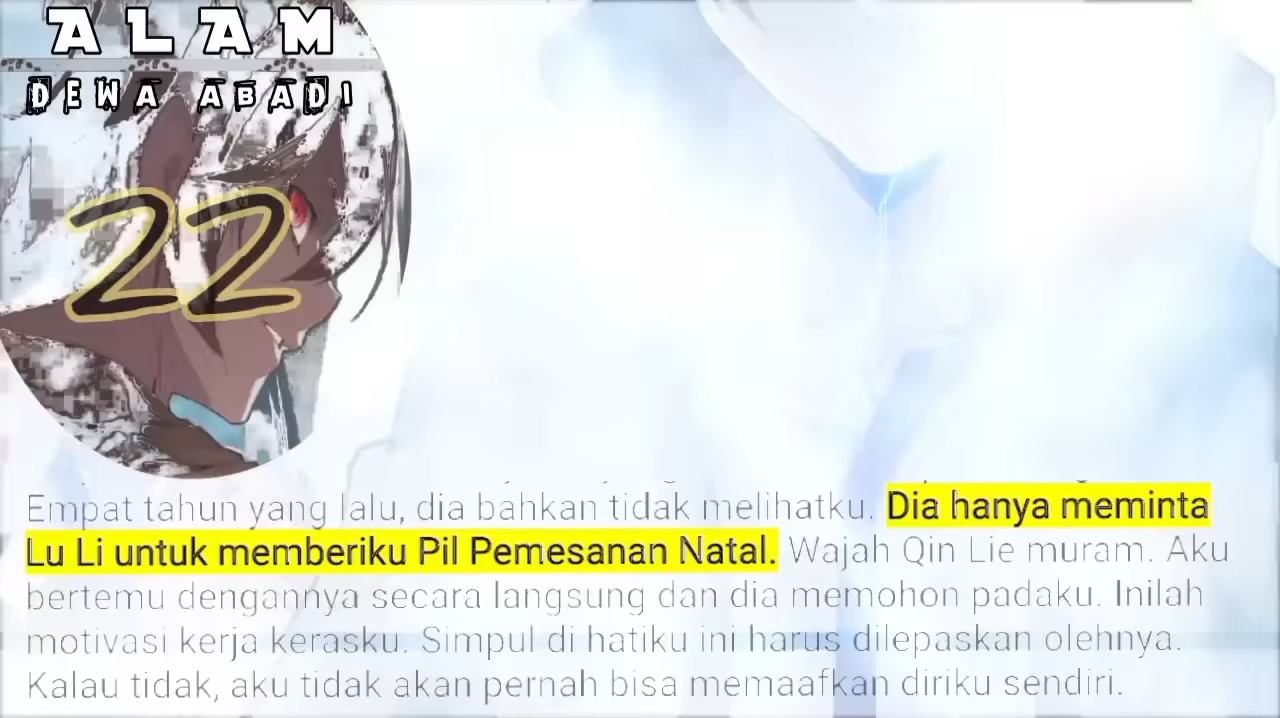 ALAM
DEWA ABADI
22
Empat tahun yang lalu, dia bahkan tidak melihatku. Dia hanya meminta
Lu Li untuk memberiku Pil Pemesanan Natal. Wajah Qin Lie muram. Aku
bertemu dengannya secara langsung dan dia memohon padaku. Inilah
motivasi kerja kerasku. Simpul di hatiku ini harus dilepaskan olehnya.
Kalau tidak, aku tidak akan pernah bisa memaafkan diriku sendiri.